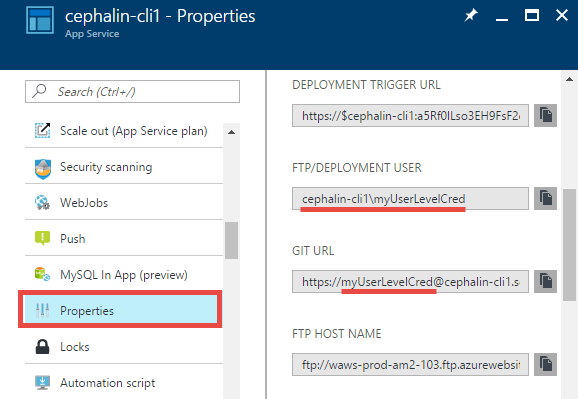 cephalin-cli1 - Properties
App Service
Search (Ctrl+/)
Scale out (App Service plan)
Security scanning
WebJobs
Push
MySQL In App (preview)
Properties
Locks
Automation script
DEPLOYMENT TRIGGER URL
https://$cephalin-cli1:a5Rf0ILso3EH9FsF2
FTP/DEPLOYMENT USER
cephalin-cli1\myUserLevelCred
GIT URL
https://myUserLevelCred@cephalin-cli1.s
FTP HOST NAME
ftp://waws-prod-am2-103.ftp.azurewebsit